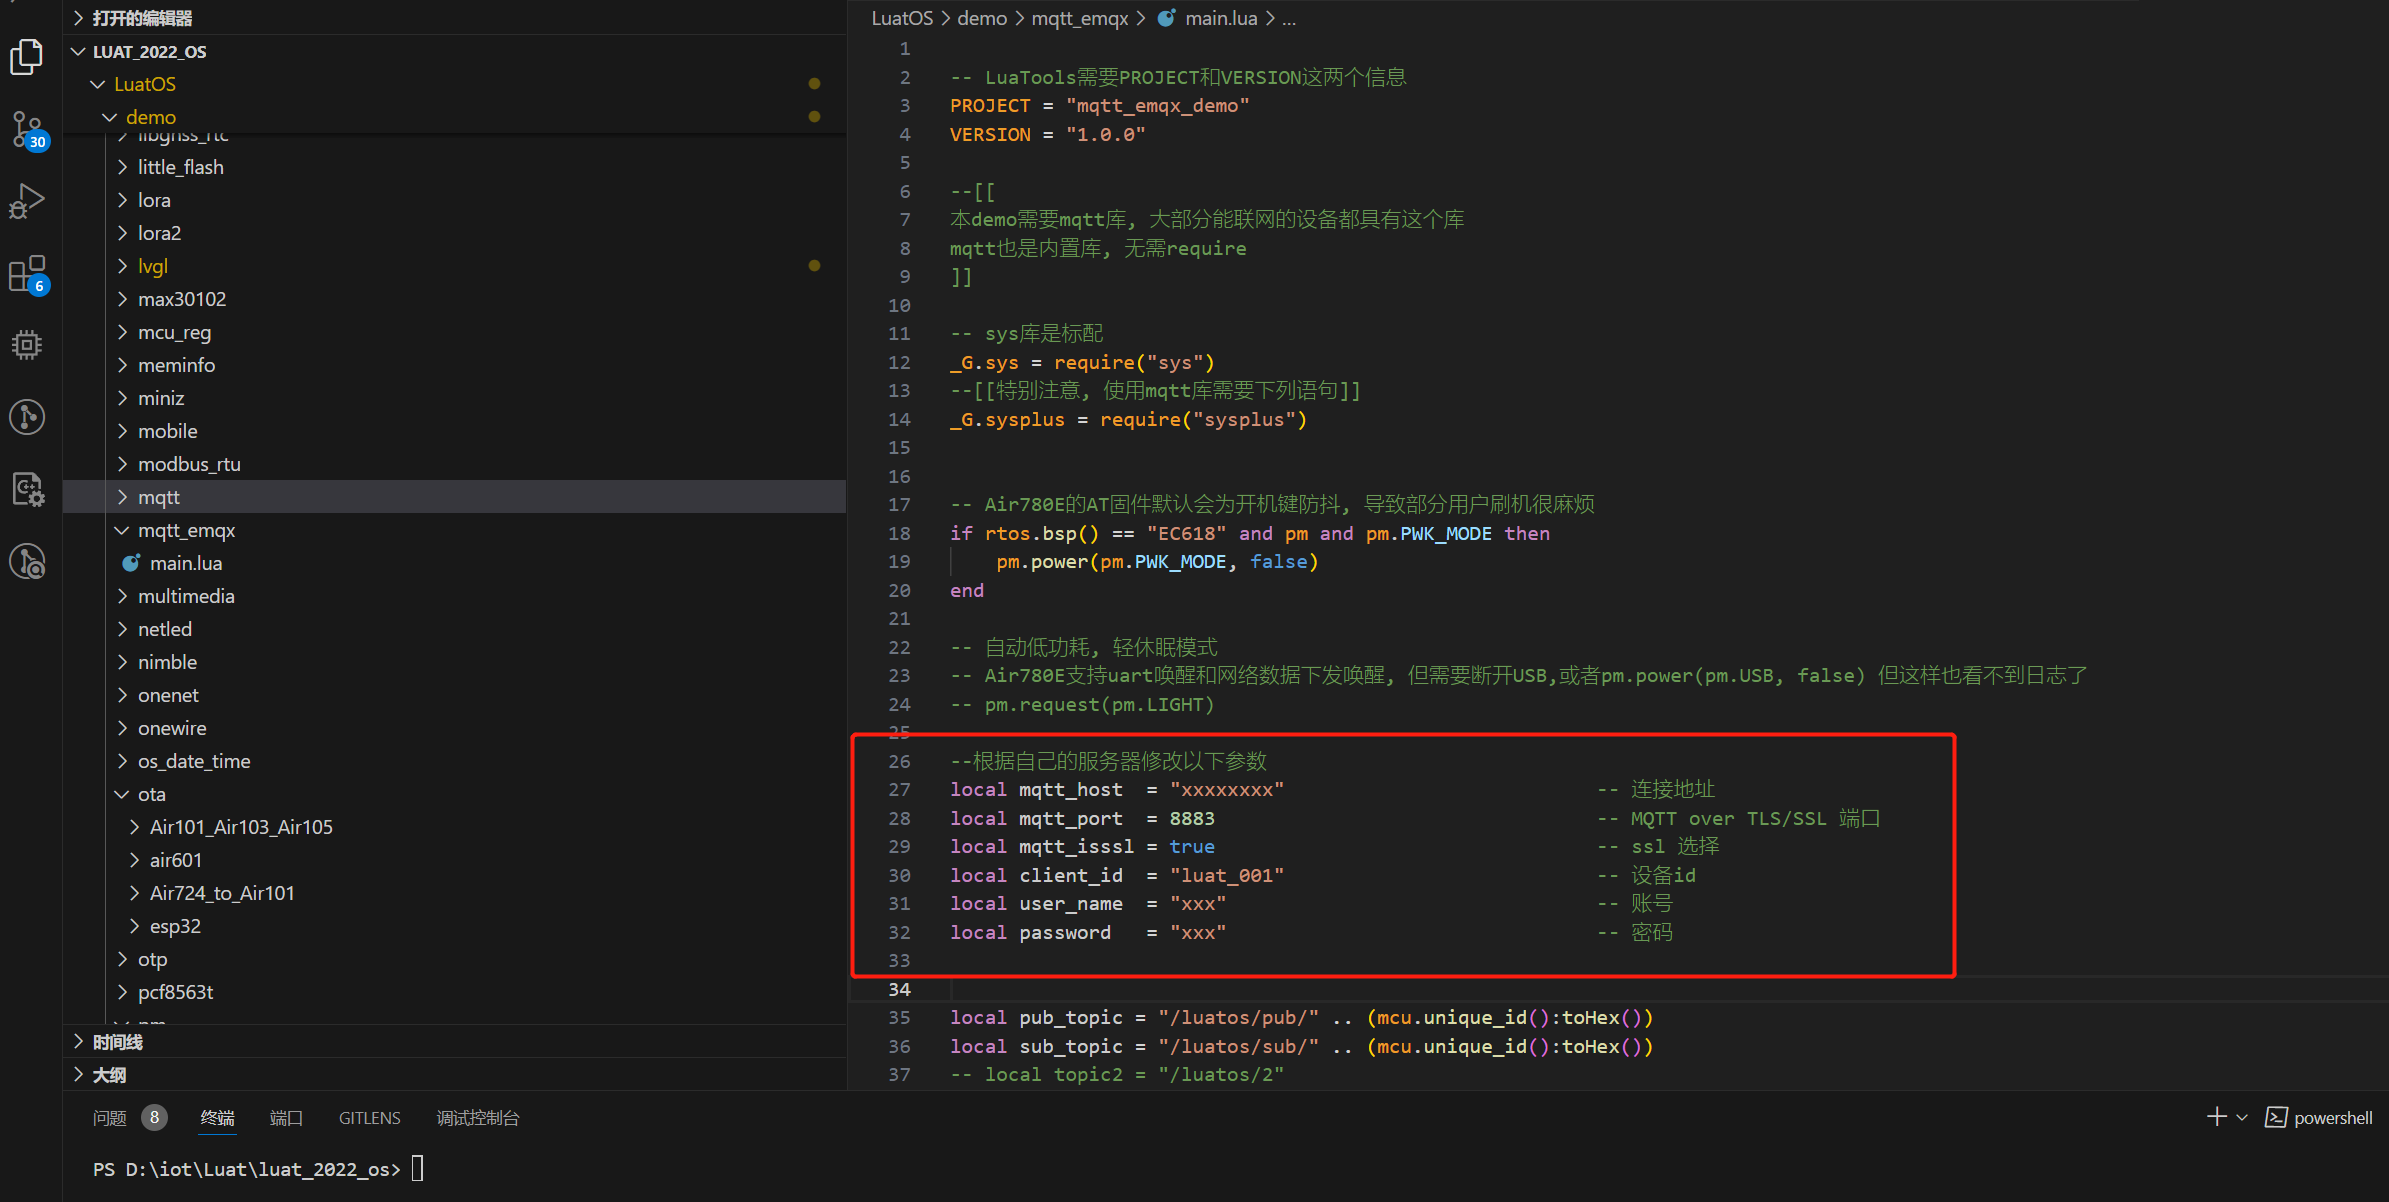 打开的编辑器
LUAT_2022_OS
LuatOS
demo
libgnss_rtc
little_flash
lora
lora2
lvgl
max30102
mcu_reg
meminfo
miniz
mobile
modbus_rtu
mqtt
mqtt_emqx
main.lua
multimedia
netled
nimble
onenet
onewire
os_date_time
ota
Air101_Air103_Air105
air601
Air724_to_Air101
esp32
otp
pcf8563t
时间线
大纲
30
6
LuatOS > demo > mqtt_emqx > main.lua > ...
1
2 -- LuaTools需要PROJECT和VERSION这两个信息
3 PROJECT = "mqtt_emqx_demo"
4 VERSION = "1.0.0"
5
6 --[[
7 本demo需要mqtt库, 大部分能联网的设备都具有这个库
8 mqtt也是内置库, 无需require
9 ]]
10
11 -- sys库是标配
12 _G.sys = require("sys")
13 --[[特别注意, 使用mqtt库需要下列语句]]
14 _G.sysplus = require("sysplus")
15
16
17 -- Air780E的AT固件默认会为开机键防抖, 导致部分用户刷机很麻烦
18 if rtos.bsp() == "EC618" and pm and pm.PWK_MODE then
19 pm.power(pm.PWK_MODE, false)
20 end
21
22 -- 自动低功耗, 轻休眠模式
23 -- Air780E支持uart唤醒和网络数据下发唤醒, 但需要断开USB,或者pm.power(pm.USB, false) 但这样也看不到日志了
24 -- pm.request(pm.LIGHT)
25
26 --根据自己的服务器修改以下参数
27 local mqtt_host = "xxxxxxxx" -- 连接地址
28 local mqtt_port = 8883 -- MQTT over TLS/SSL 端口
29 local mqtt_isssl = true -- ssl 选择
30 local client_id = "luat_001" -- 设备id
31 local user_name = "xxx" -- 账号
32 local password = "xxx" -- 密码
33
34
35 local pub_topic = "/luatos/pub/" .. (mcu.unique_id():toHex())
36 local sub_topic = "/luatos/sub/" .. (mcu.unique_id():toHex())
37 -- local topic2 = "/luatos/2"
问题 8 终端 端口 GITLENS 调试控制台 powershell
PS D:\iot\Luat\luat_2022_os>